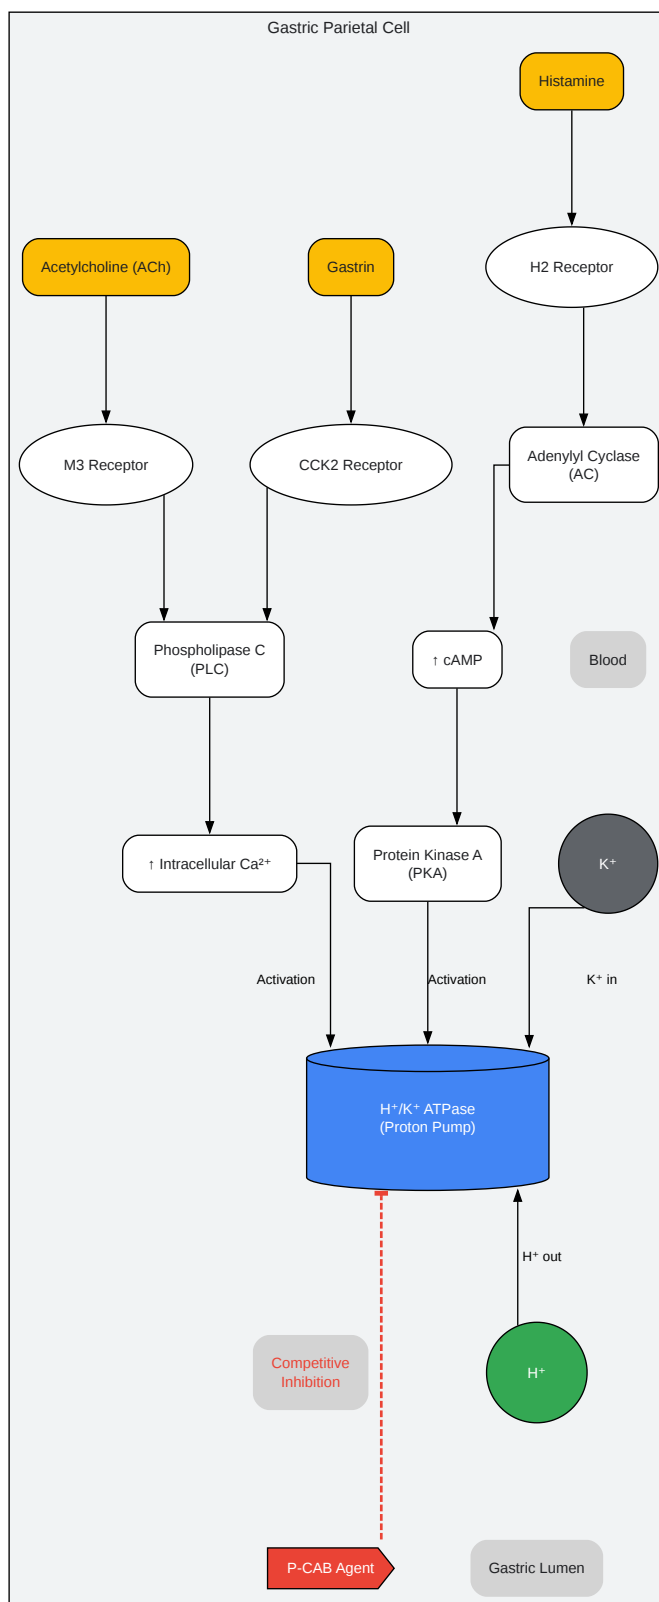 Gastric Parietal Cell
Histamine
Acetylcholine (ACh)
Gastrin
H2 Receptor
M3 Receptor
CCK2 Receptor
Adenylyl Cyclase
(AC)
Phospholipase C
(PLC)
↑ cAMP
Blood
↑ Intracellular Ca²⁺
Protein Kinase A
(PKA)
K⁺
Activation
Activation
K⁺ in
H⁺/K⁺ ATPase
(Proton Pump)
H⁺ out
Competitive
Inhibition
H⁺
P-CAB Agent
Gastric Lumen